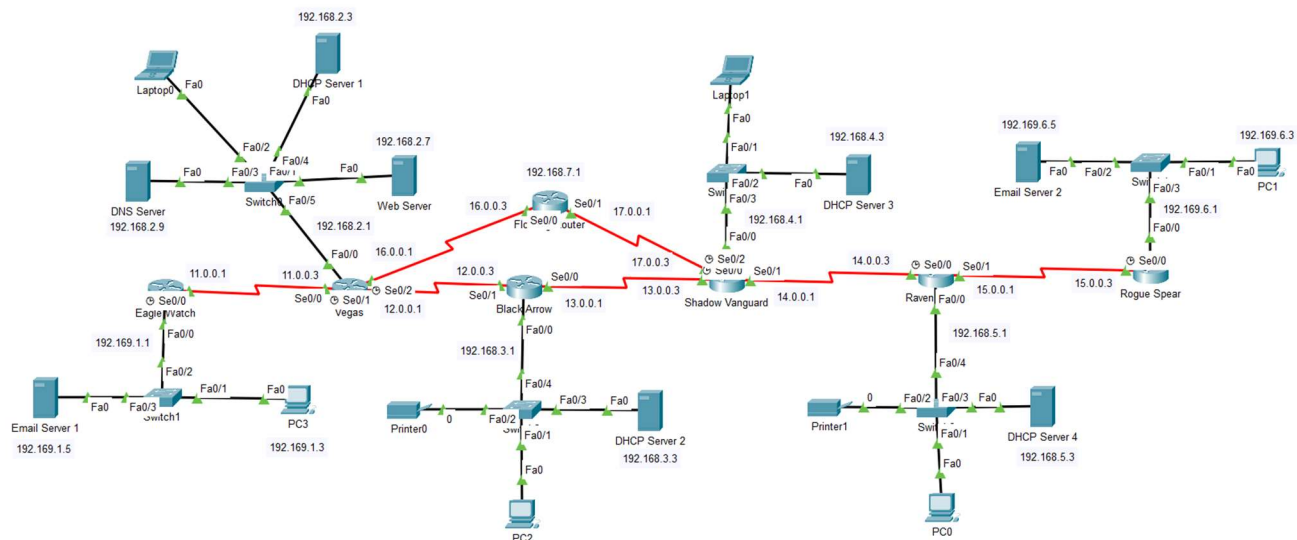 192.168.2.3
Laptop0
Fa0
DHCP Server 1
Fa0
Fa0/2
Fa0/4
192.168.2.7
Fa0
Fa0/3
Fa0/1
Fa0
DNS Server
192.168.2.9
Fa0/5
Web Server
192.168.2.1
Fa0/0
192.168.7.1
16.0.0.3
Se0/0
Se0/1
17.0.0.1
16.0.0.1
11.0.0.1
11.0.0.3
Se0/0
Eagle Watch
Se0/0
Se0/1
Se0/2
Vegas
12.0.0.1
12.0.0.3
Se0/1
Se0/0
Black Arrow
13.0.0.1
Fa0/0
Laptop1
Fa0
Fa0/1
192.168.4.3
Fa0/2
Fa0
DHCP Server 3
Fa0/3
192.168.4.1
Fa0/0
17.0.0.3
Se0/2
Se0/0
Se0/1
13.0.0.3
Shadow Vanguard
14.0.0.1
14.0.0.3
Se0/0
Se0/1
Raven
15.0.0.1
Fa0/0
15.0.0.3
Se0/0
Rogue Spear
192.169.6.5
192.169.6.3
Email Server 2
Fa0
Fa0/2
Fa0/1
Fa0
PC1
Fa0/3
192.169.6.1
Fa0/0
Fa0/0
192.169.1.1
Fa0/2
Fa0/1
Fa0
Email Server 1
Fa0
Fa0/3
Switch1
PC3
192.169.1.5
192.169.1.3
192.168.3.1
Fa0/4
Printer0
0
Fa0/2
Fa0/3
Fa0
DHCP Server 2
Fa0/1
192.168.3.3
Fa0
PC2
192.168.5.1
Fa0/4
Printer1
0
Fa0/2
Fa0/3
Fa0
DHCP Server 4
Fa0/1
192.168.5.3
Fa0
PC0